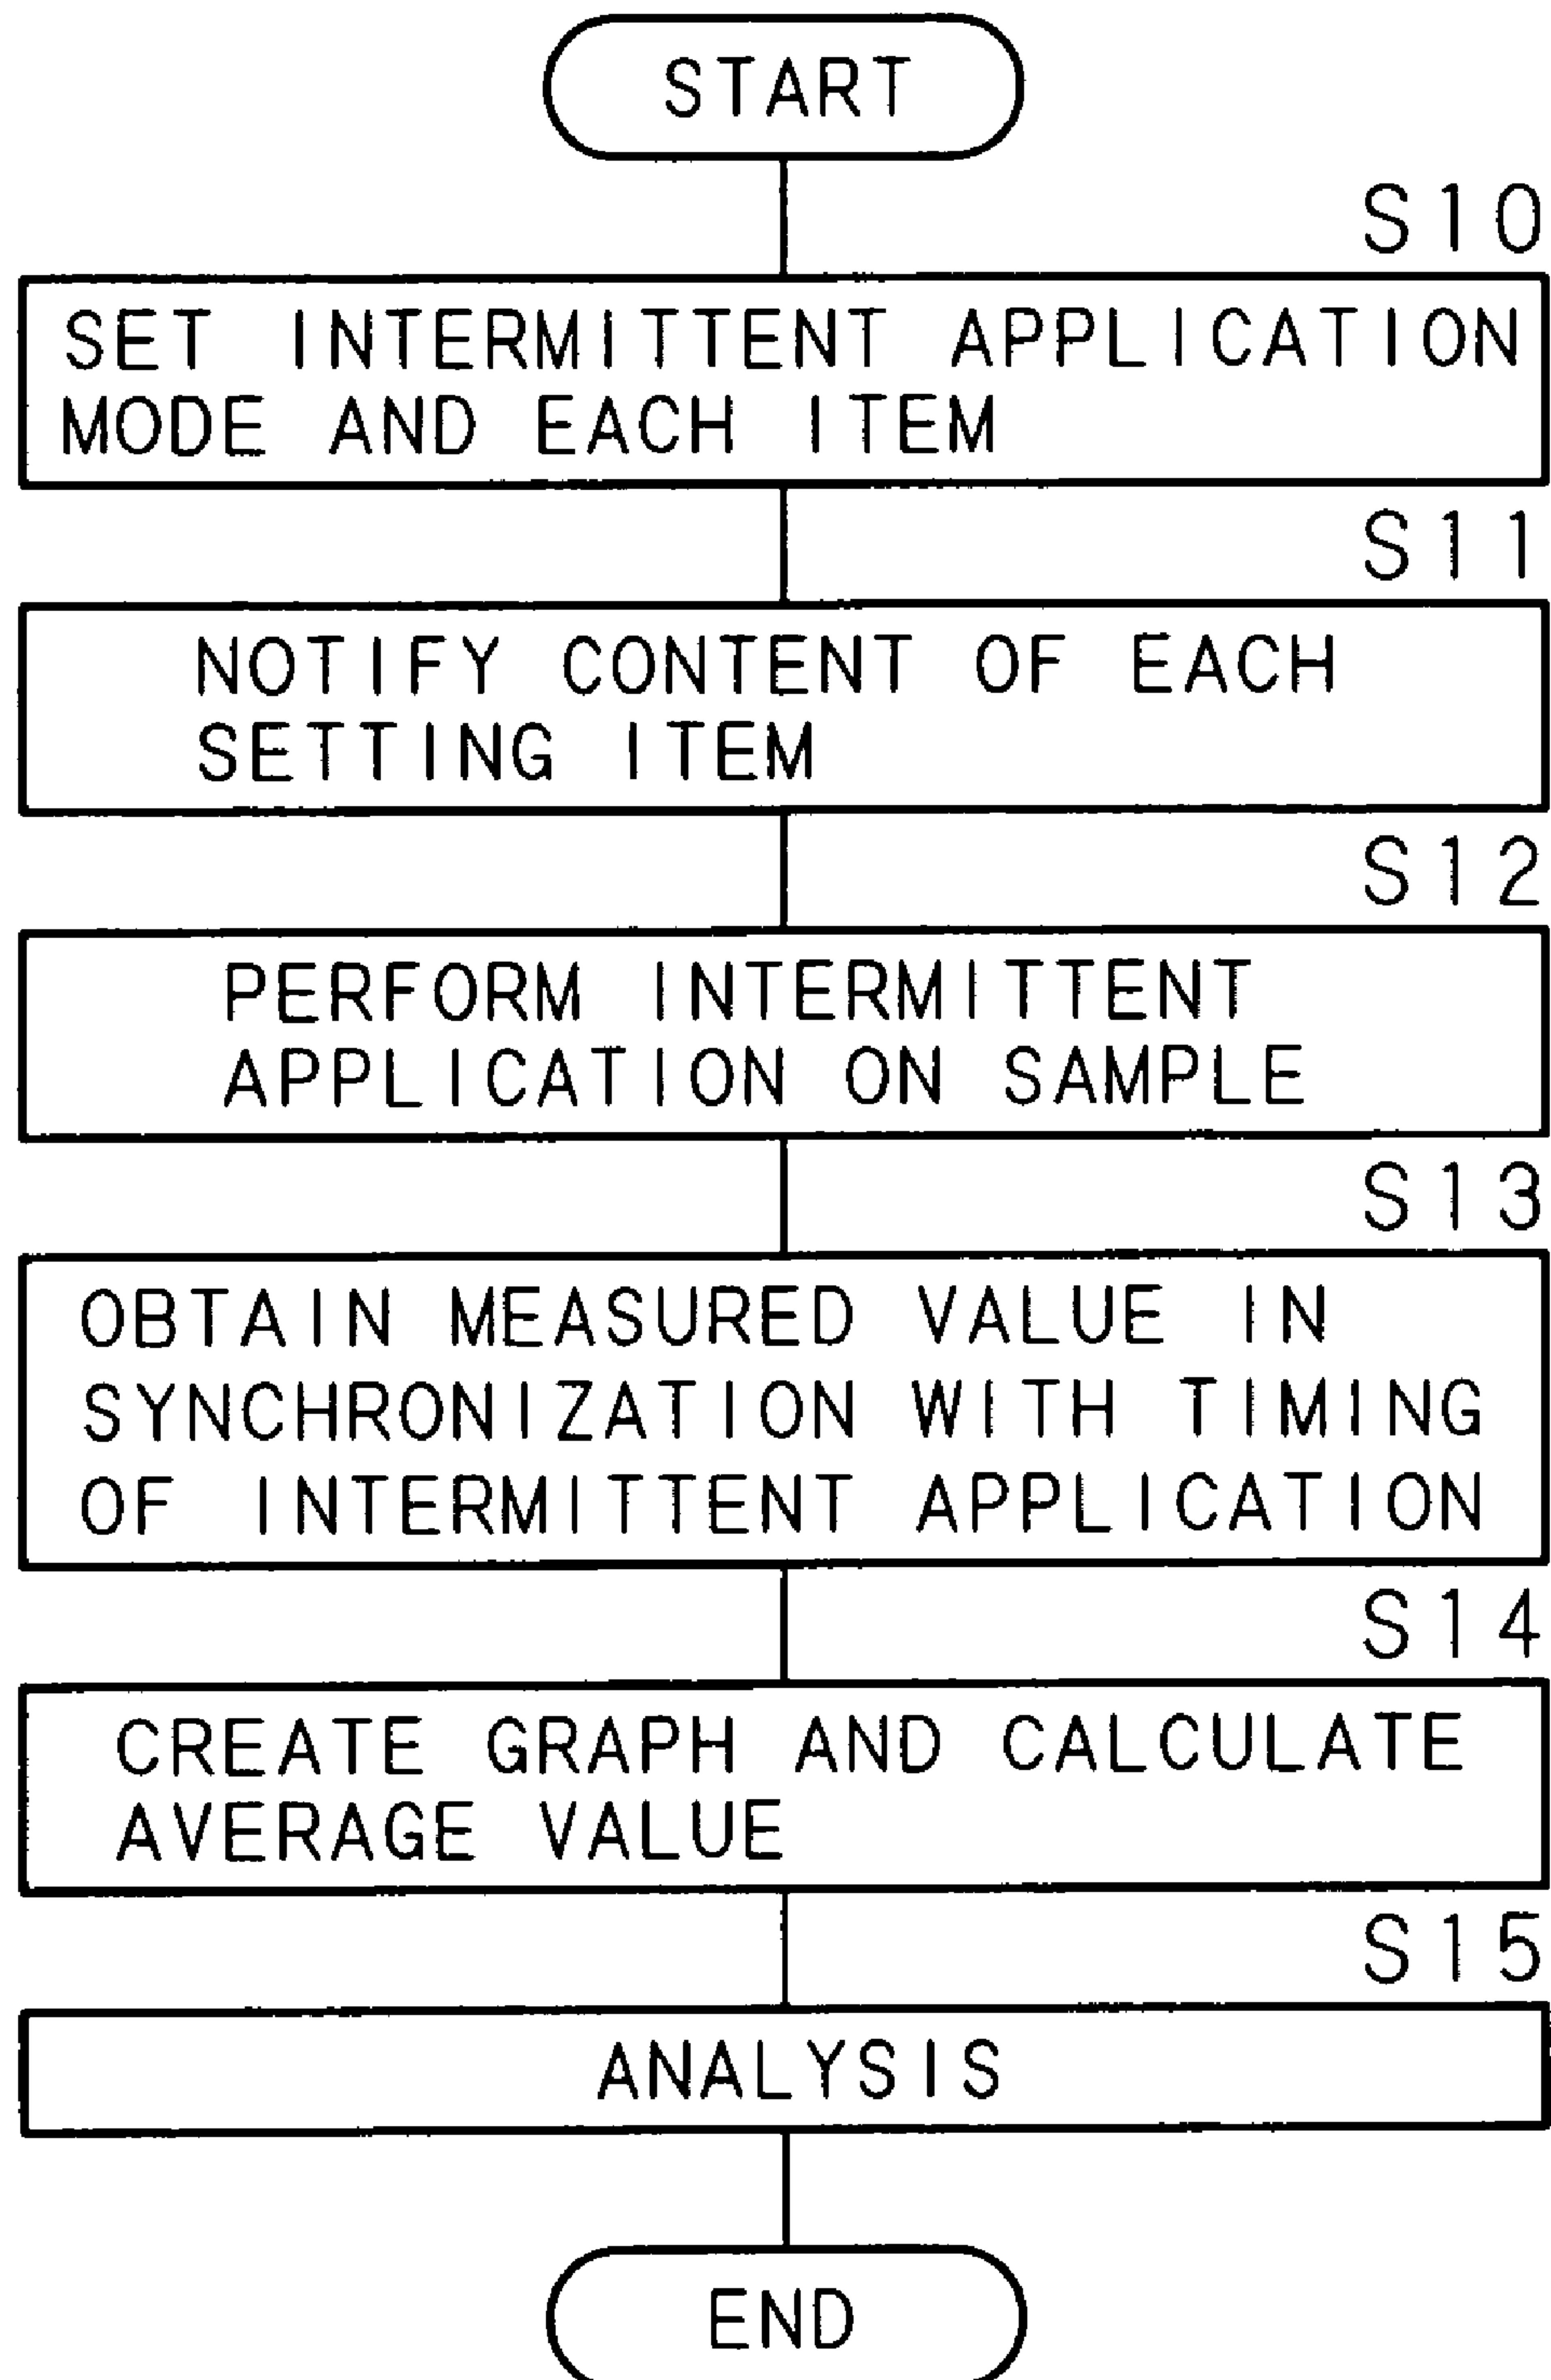 START
S10
SET INTERMITTENT APPLICATION
MODE AND EACH ITEM
S11
NOTIFY CONTENT OF EACH
SETTING ITEM
S12
PERFORM INTERMITTENT
APPLICATION ON SAMPLE
S13
OBTAIN MEASURED VALUE IN
SYNCHRONIZATION WITH TIMING
OF INTERMITTENT APPLICATION
S14
CREATE GRAPH AND CALCULATE
AVERAGE VALUE
S15
ANALYSIS
END